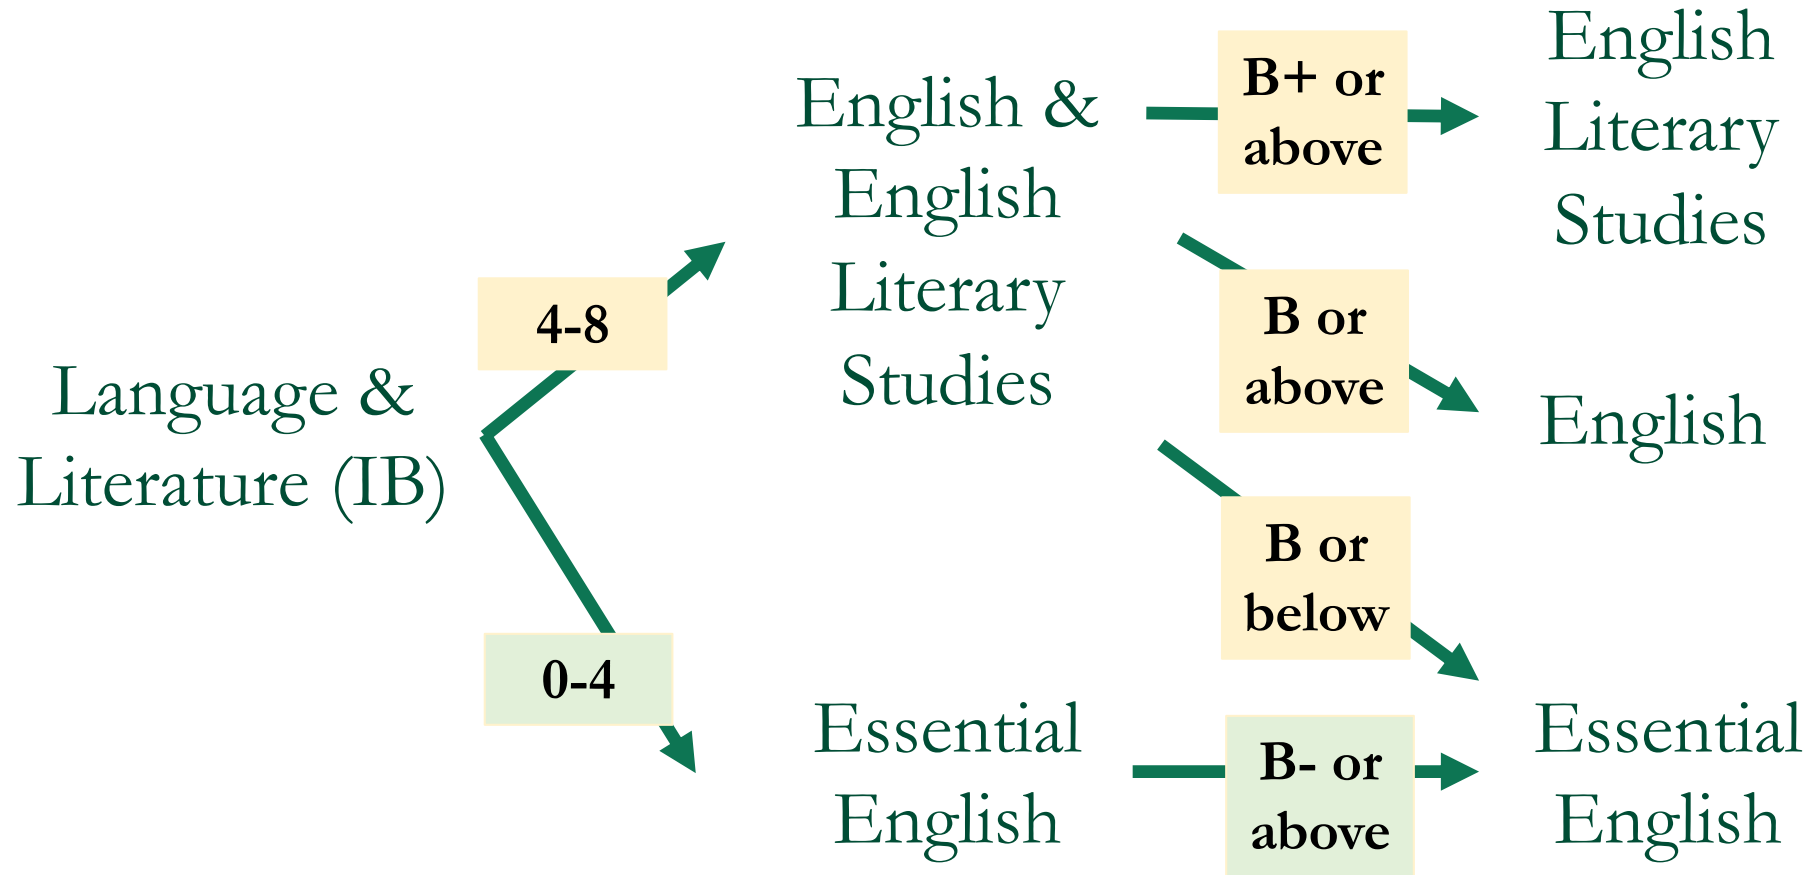 Language &
Literature (IB)
4-8
0-4
English &
English
Literary
Studies
Essential
English
B+ or
above
B or
above
B or
below
B- or
above
English
Literary
Studies
English
Essential
English